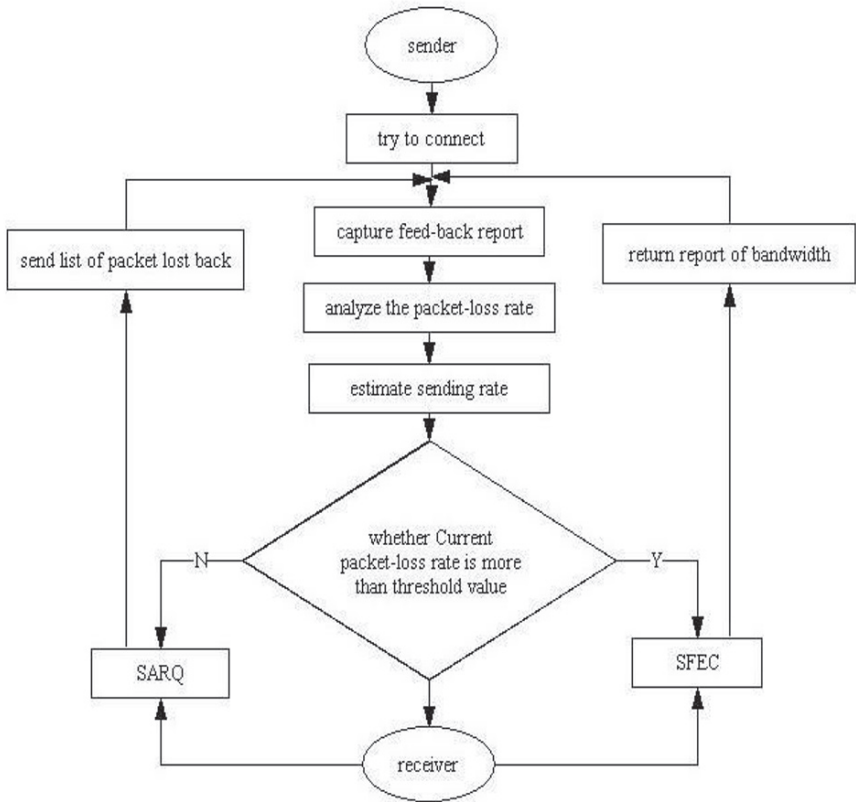 sender
try to connect
capture feed-back report
send list of packet lost back
return report of bandwidth
analyze the packet-loss rate
estimate sending rate
whether Current
packet-loss rate is more
than threshold value
N
Y
SARQ
SFEC
receiver